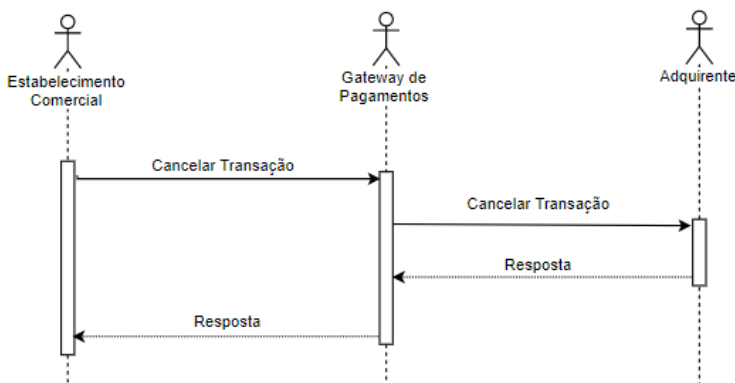 Estabelecimento
Comercial
Gateway de
Pagamentos
Adquirente
Cancelar Transação
Cancelar Transação
Resposta
Resposta